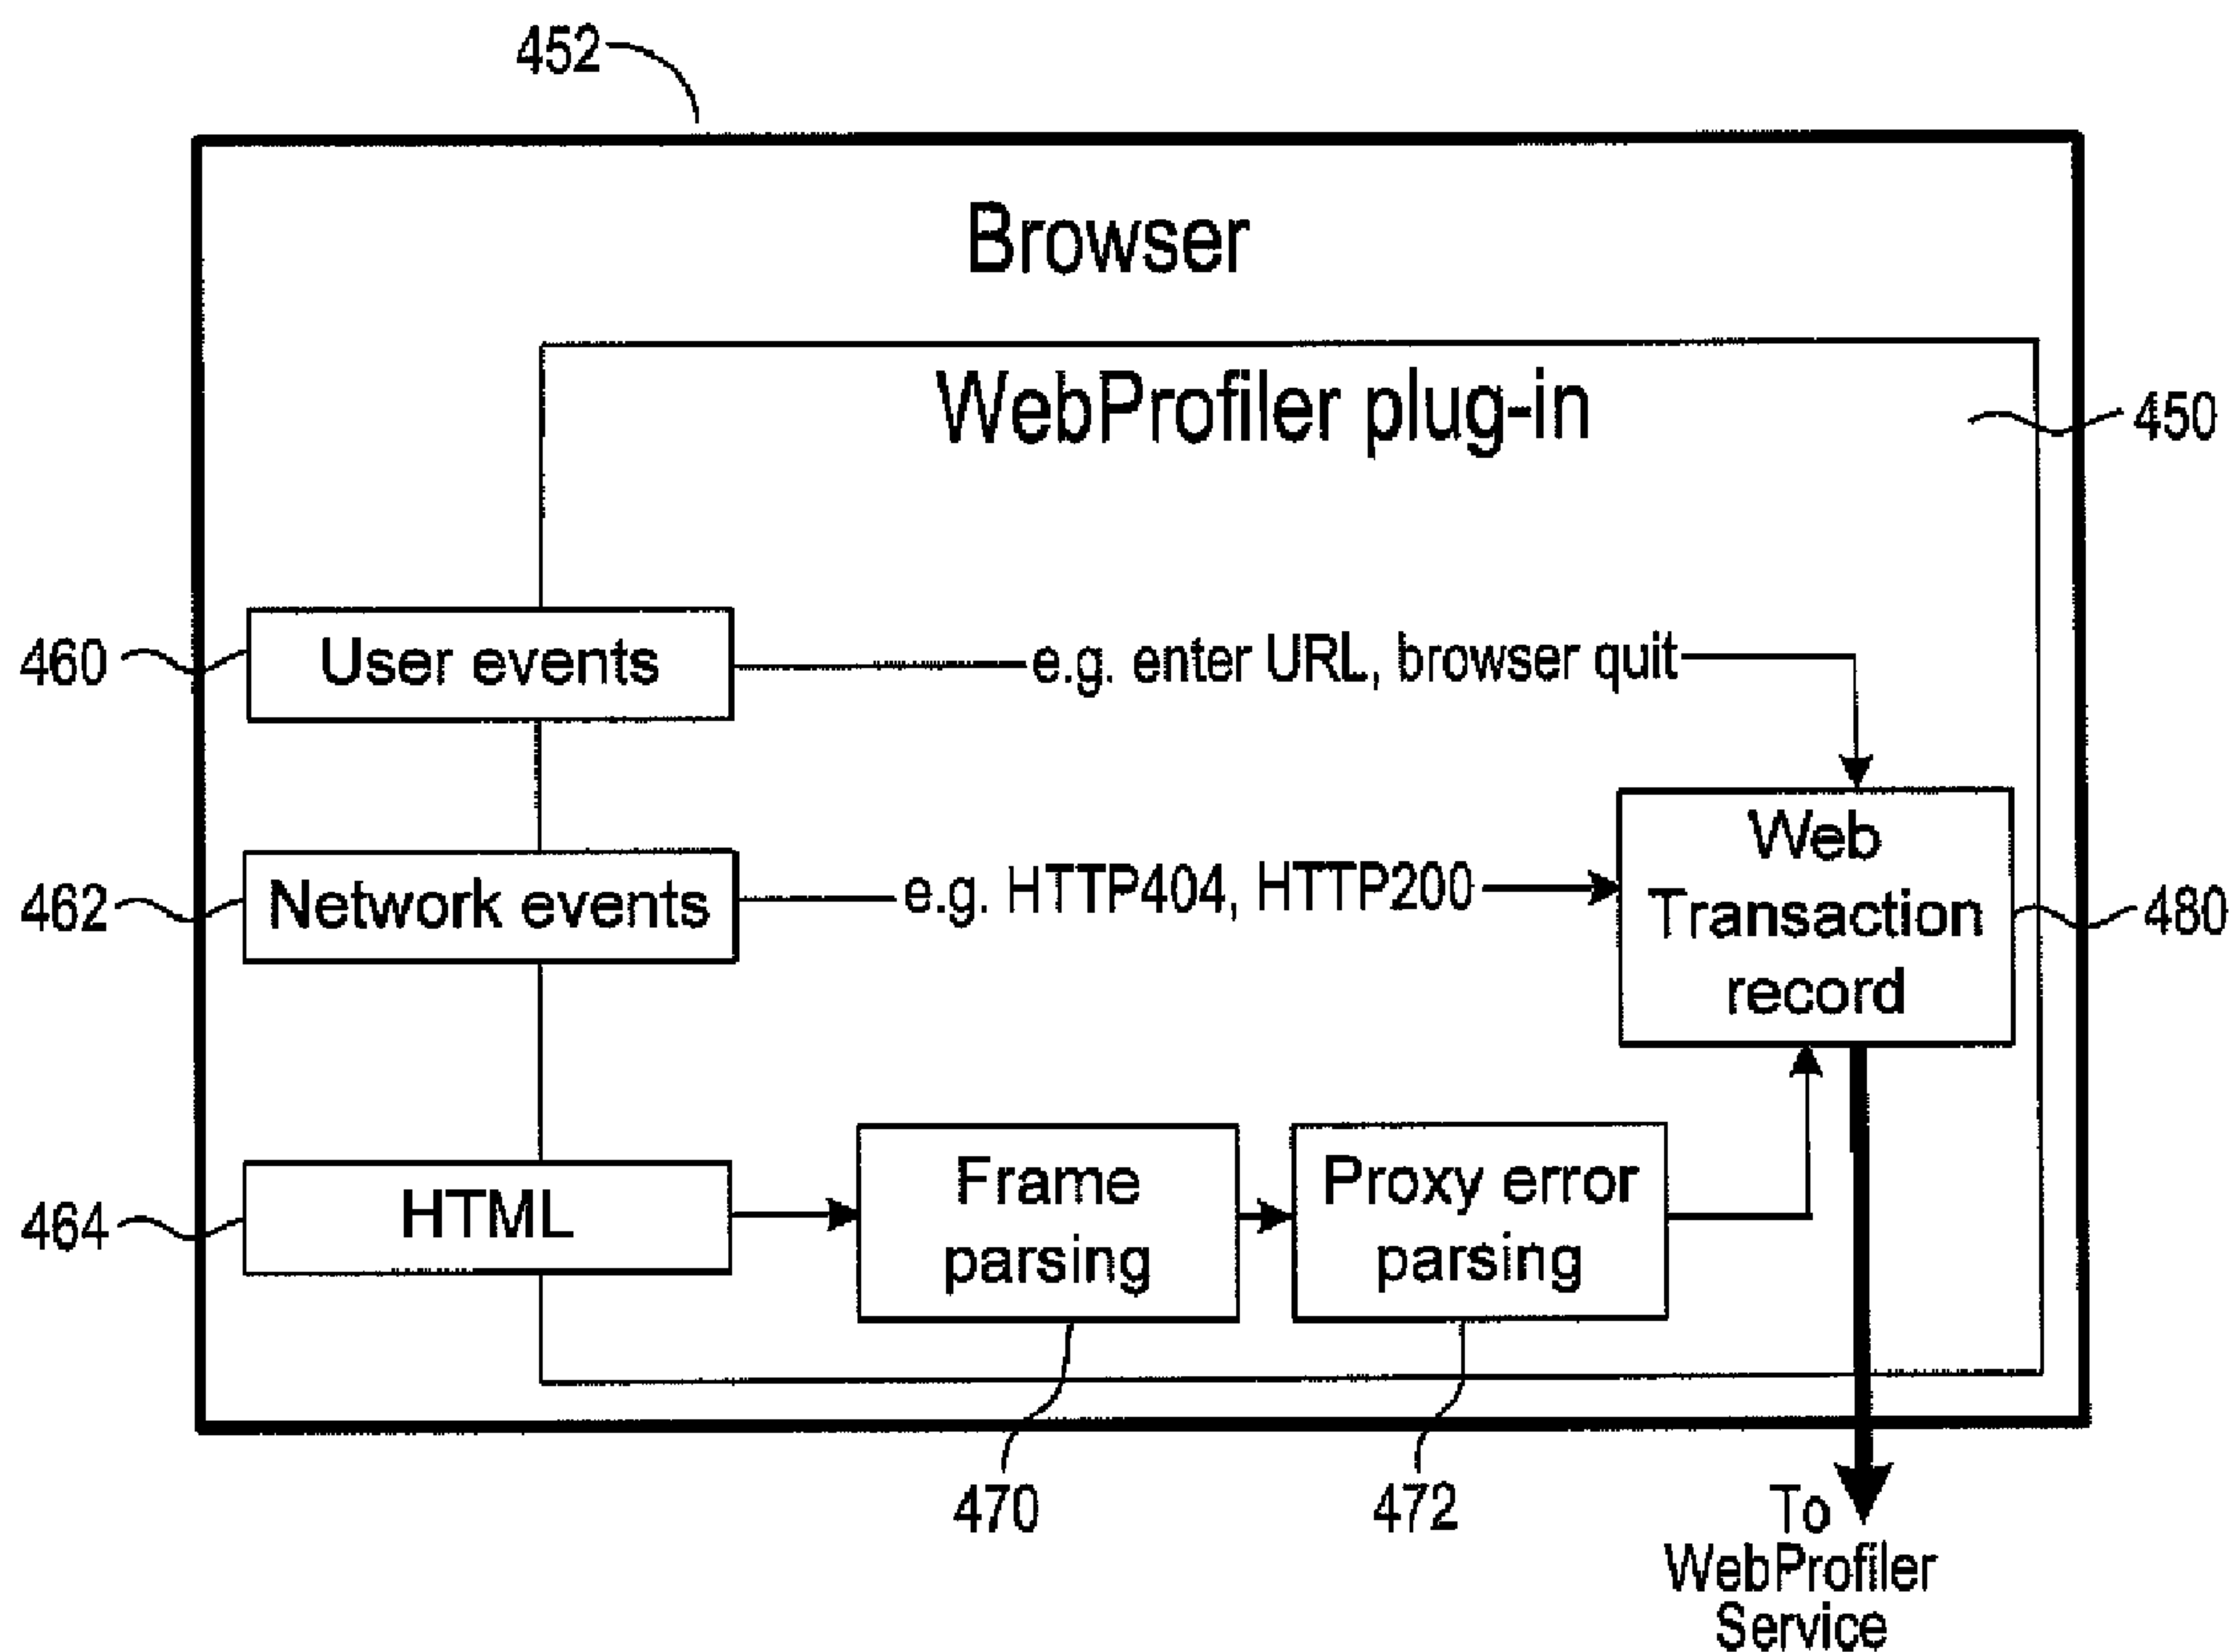 452
Browser
WebProfiler plug-in
450
460
User events
e.g. enter URL, browser quit
462
Network events
e.g. HTTP404, HTTP200
Web
Transaction
record
480
464
HTML
Frame
parsing
Proxy error
parsing
470
472
To
WebProfiler
Service